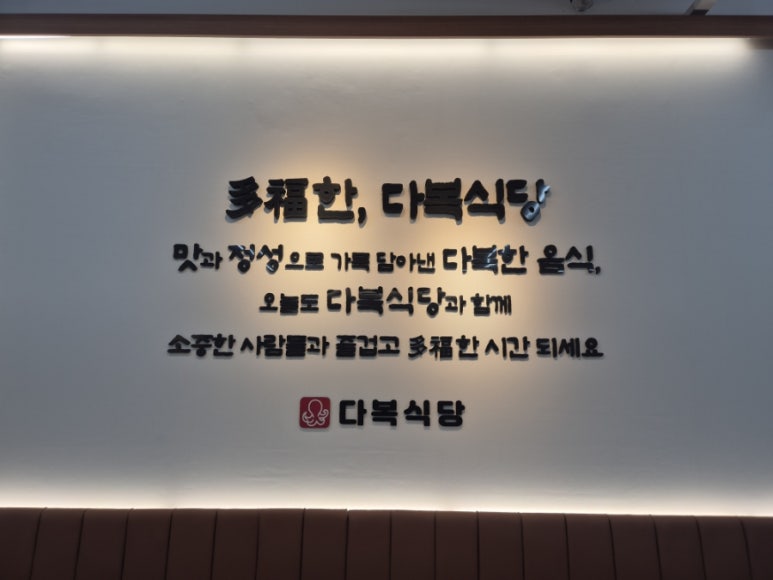 多福한, 다복식당
맛과 정성으로 가득 담아낸 다복한 음식,
오늘도 다복식당과 함께
소중한 사람들과 즐겁고 多福한 시간 되세요
다복식당